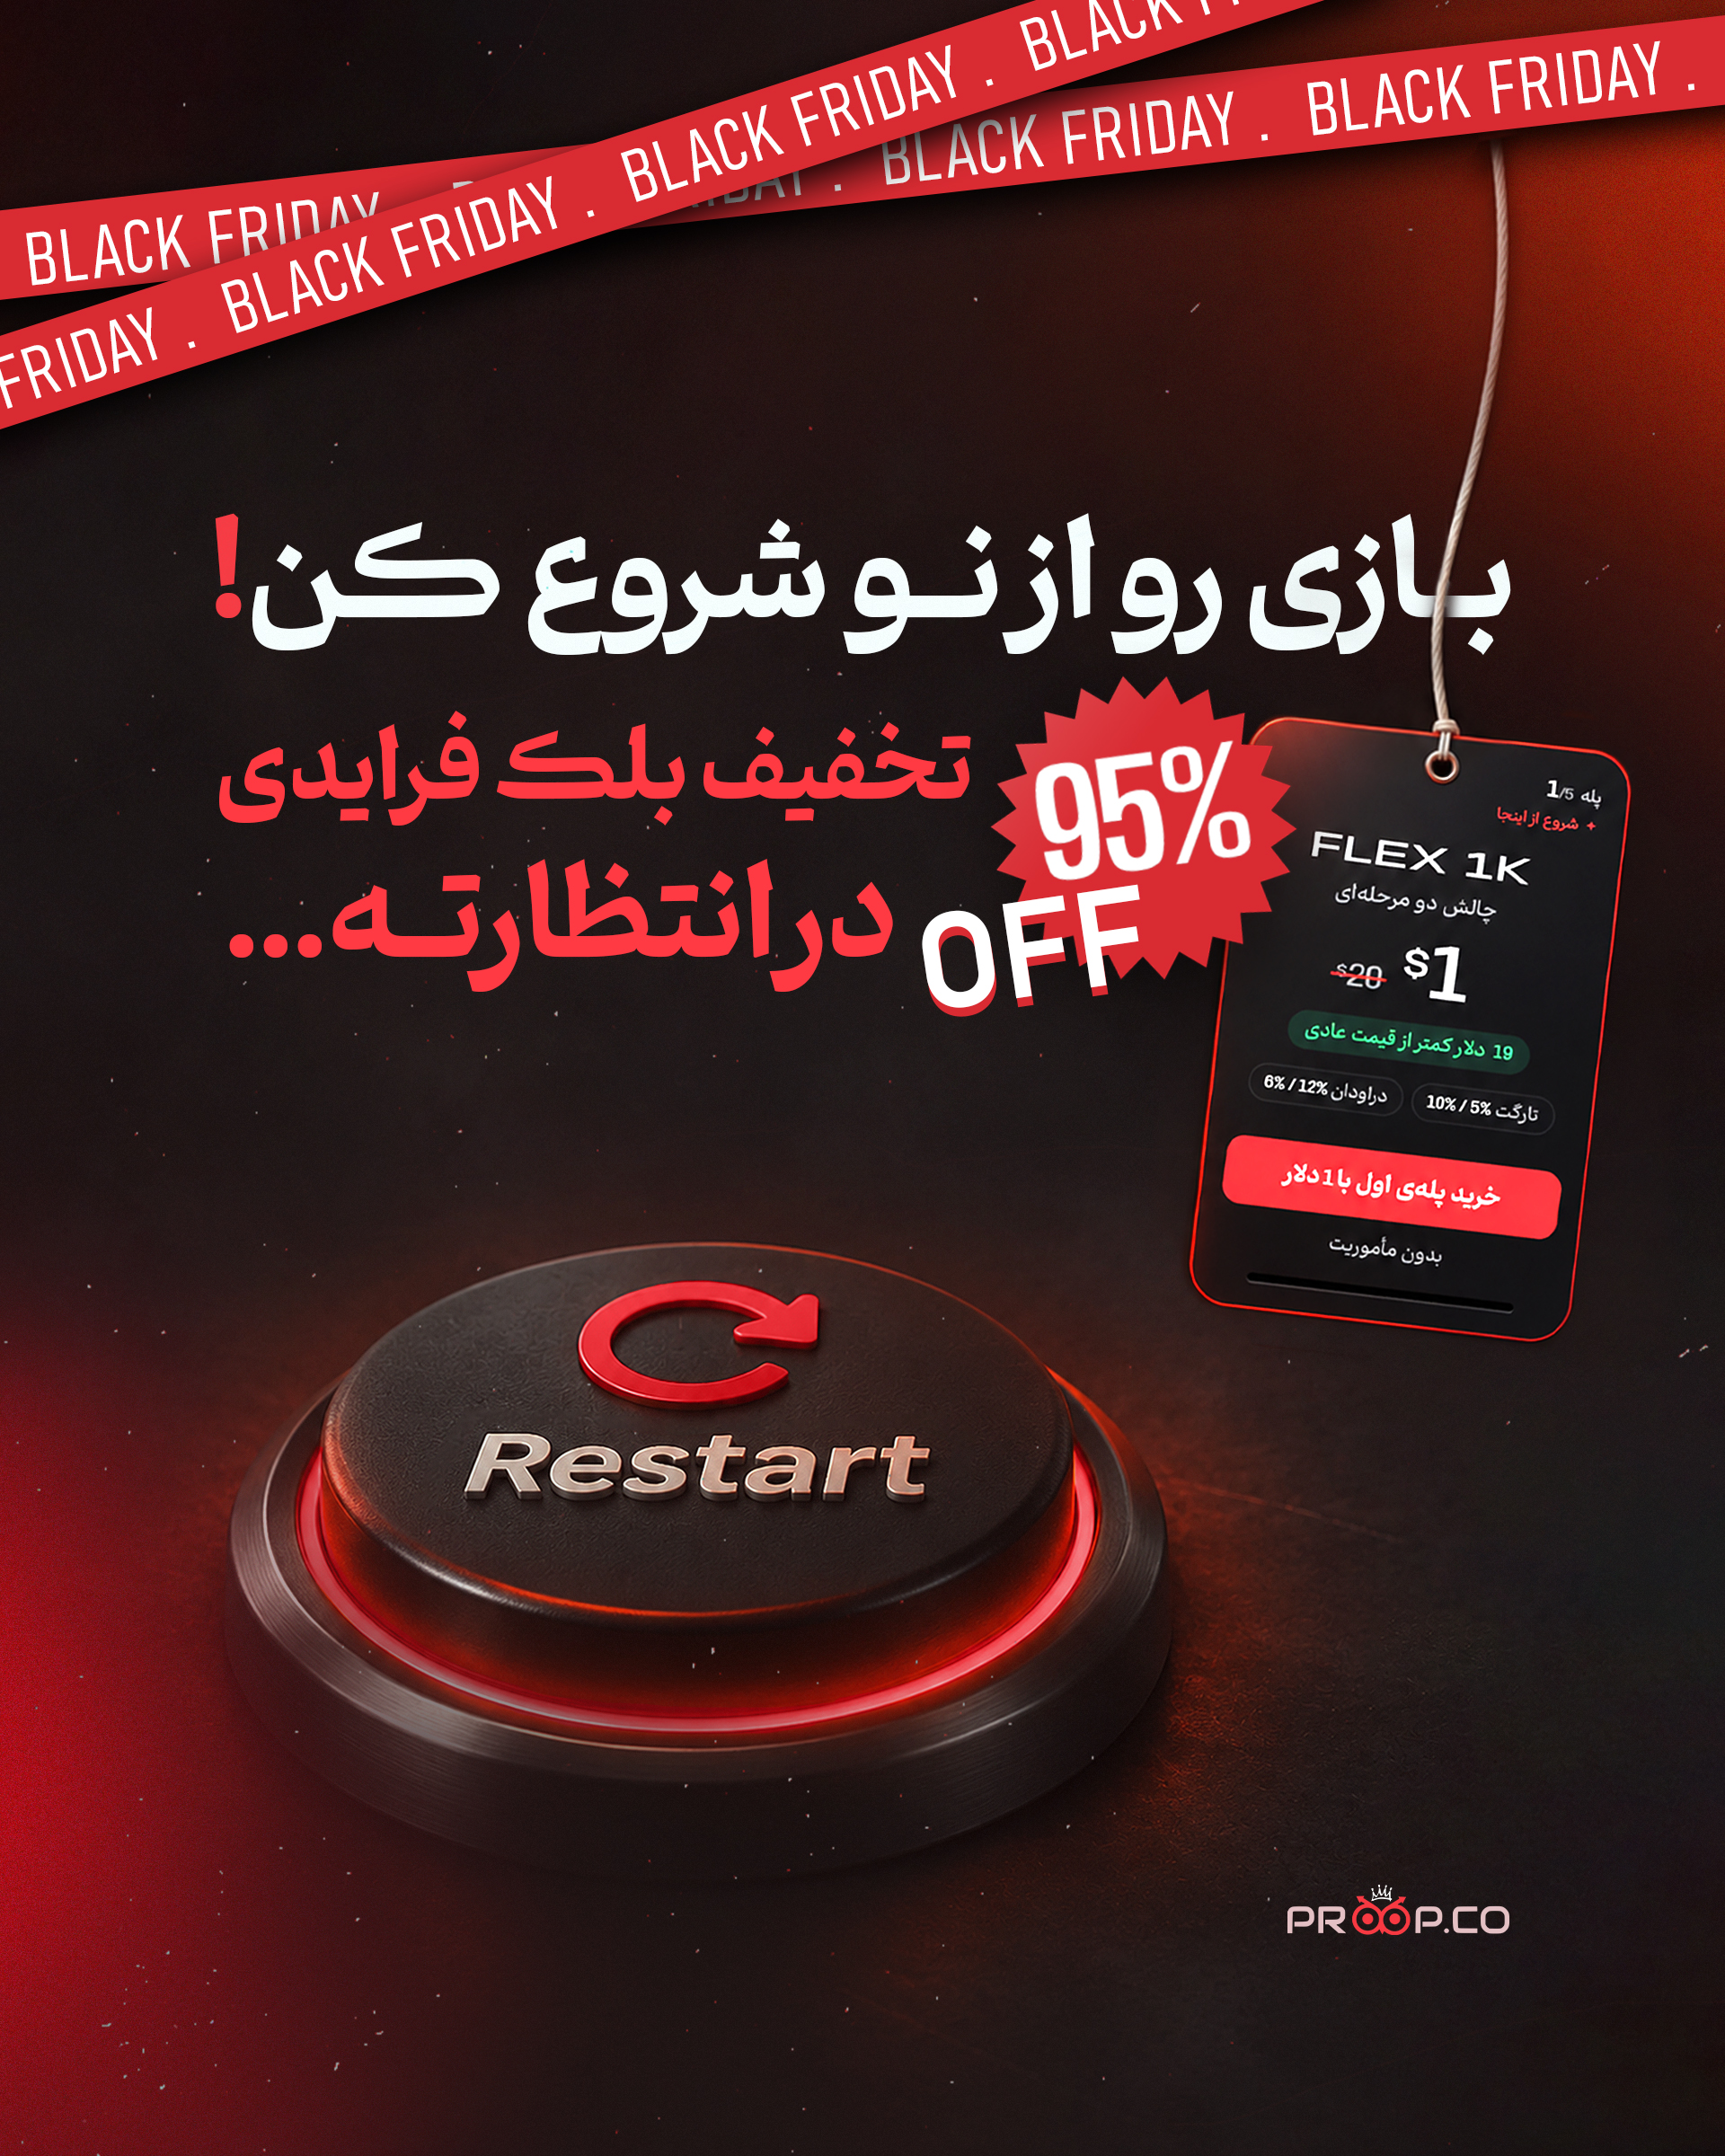 BLACK FRIDAY . BLACK FRIDAY . BLACK FRIDAY .
FRIDAY . BLACK FRIDAY . BLACK FRIDAY . BLACK
بازی رو از نو شروع کن!
95%
OFF
تخفیف بلک فرایدی
در انتظارته...
پله 1/5
شروع از اینجا
FLEX 1K
چالش دو مرحله‌ای
$1 $20
19 دلار کمتر از قیمت عادی
تارگت 5% / 10%
دراودان 12% / 6%
خرید پله‌ی اول با 1 دلار
بدون مأموریت
Restart
PROOP.CO